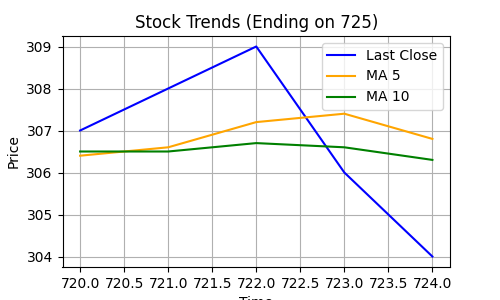 Stock Trends (Ending on 725)
309
308
307
306
305
304
Price
Last Close
MA 5
MA 10
720.0 720.5 721.0 721.5 722.0 722.5 723.0 723.5 724.0
Time